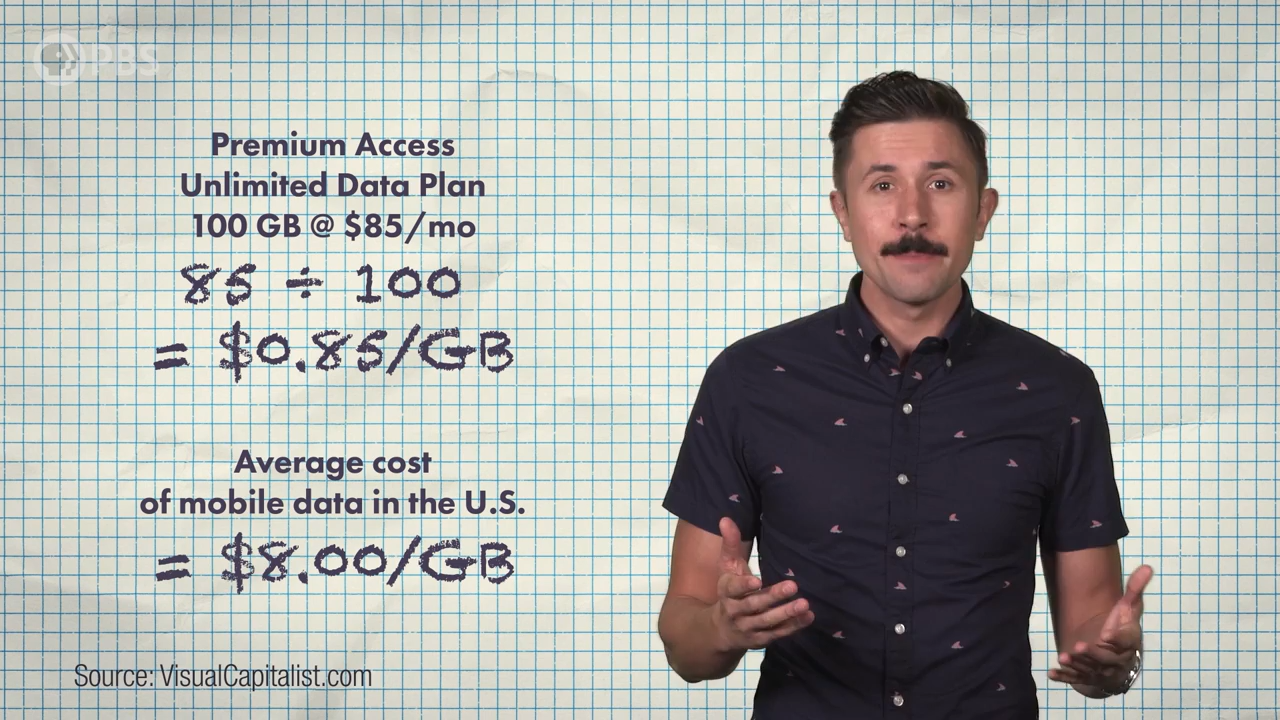 PBS
Premium Access
Unlimited Data Plan
100 GB @ $85/mo
85 ÷ 100
= $0.85/GB
Average cost
of mobile data in the U.S.
= $8.00/GB
Source: VisualCapitalist.com